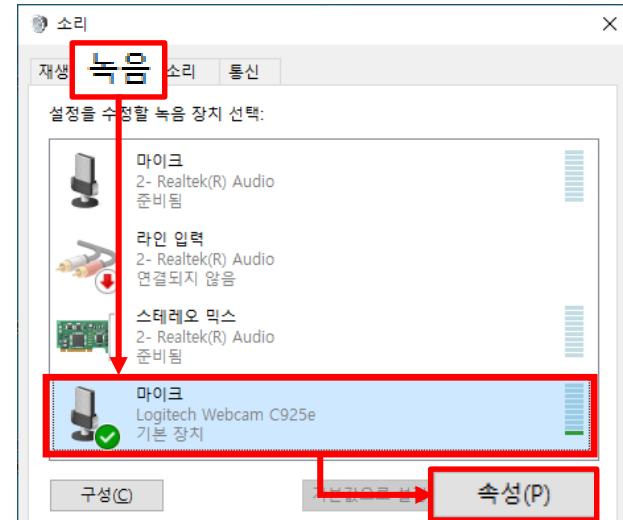 소리
재생 녹음 소리 통신
설정을 수정할 녹음 장치 선택:
마이크
2- Realtek(R) Audio
준비됨
라인 입력
2- Realtek(R) Audio
연결되지 않음
스테레오 믹스
2- Realtek(R) Audio
준비됨
마이크
Logitech Webcam C925e
기본 장치
구성(C) 속성(P)